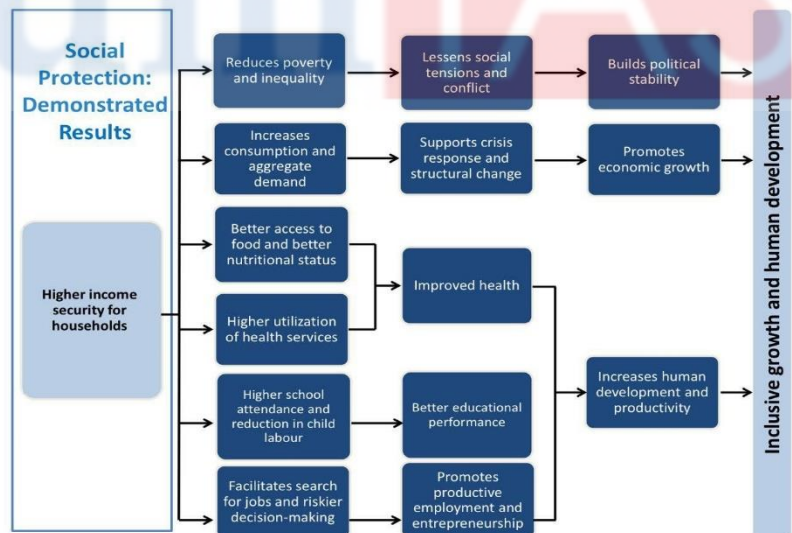 Social
Protection:
Demonstrated
Results
Higher income
security for
households
Reduces poverty
and inequality
Lessens social
tensions and
conflict
Builds political
stability
Increases
consumption and
aggregate
demand
Supports crisis
response and
structural change
Promotes
economic growth
Better access to
food and better
nutritional status
Higher utilization
of health services
Improved health
Higher school
attendance and
reduction in child
labour
Better educational
performance
Increases human
development and
productivity
Facilitates search
for jobs and riskier
decision-making
Promotes
productive
employment and
entrepreneurship
Inclusive growth and human development